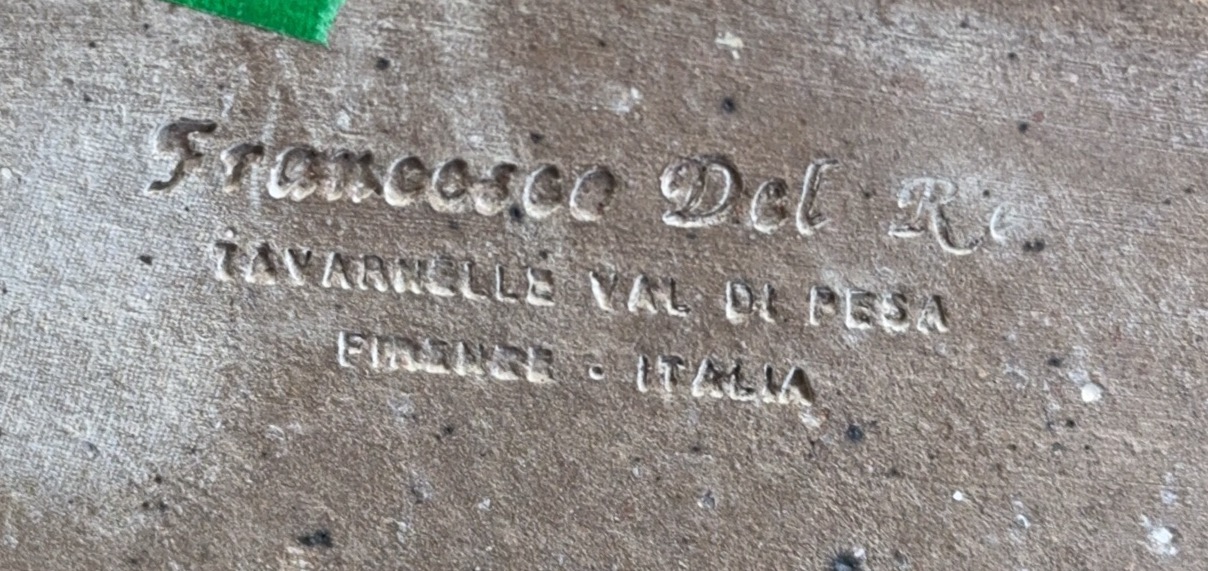 Francesco Del Re
TAVARNELLE VAL DI PESA
FIRENZE · ITALIA